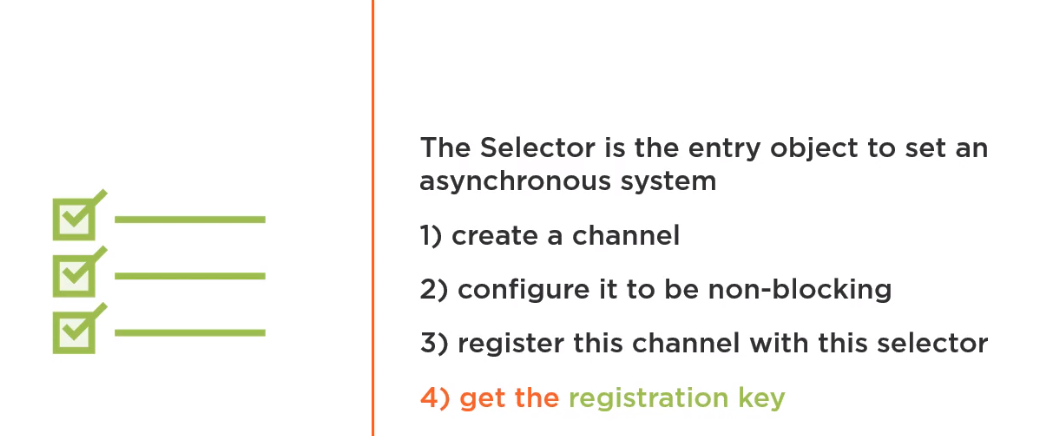 The Selector is the entry object to set an
asynchronous system
1) create a channel
2) configure it to be non-blocking
3) register this channel with this selector
4) get the registration key